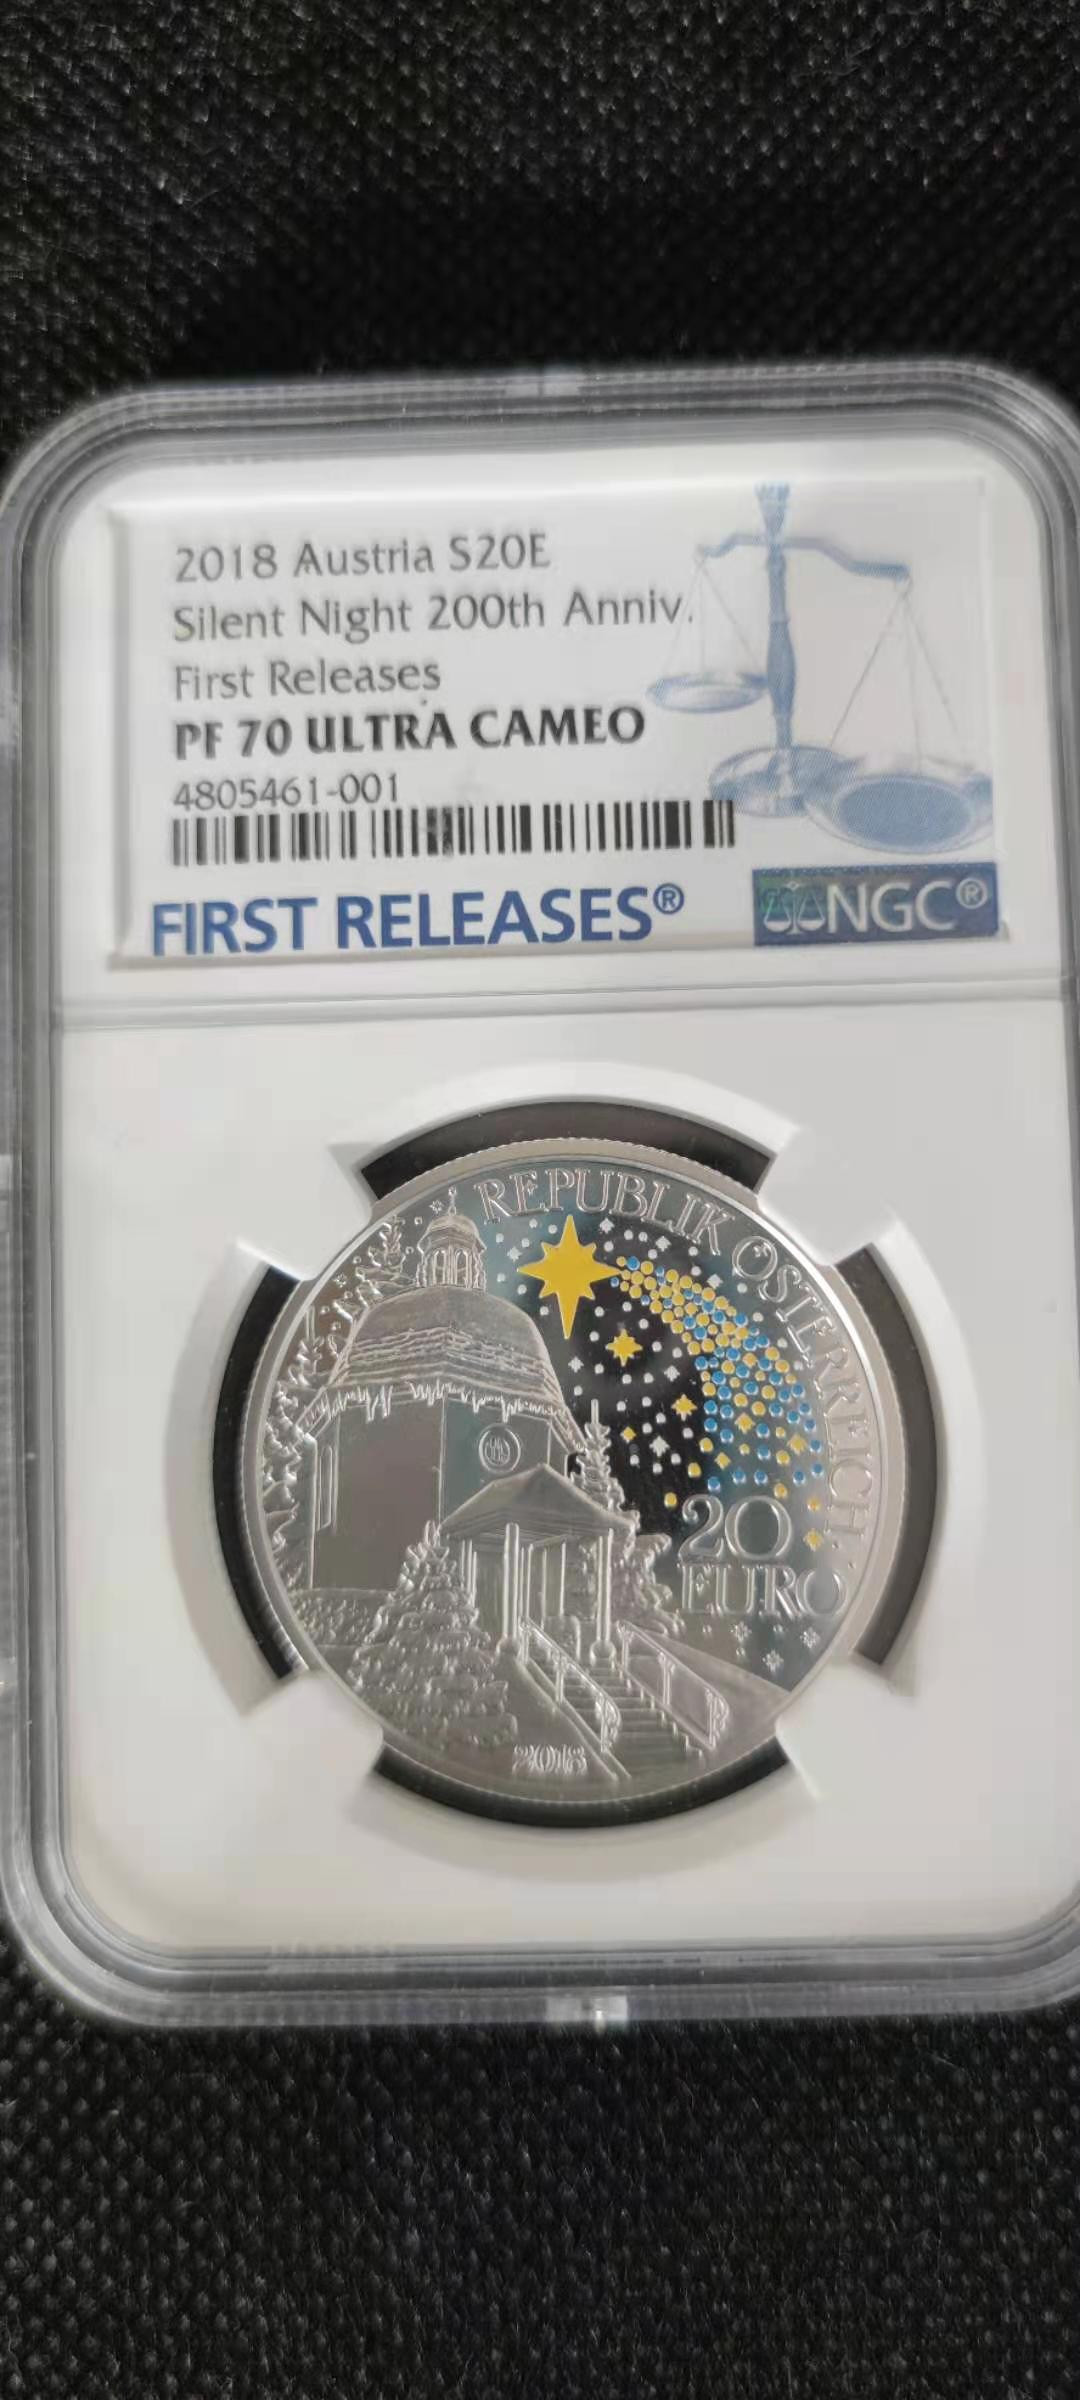 2018 Austria S20E
Silent Night 200th Anniv.
First Releases
PF 70 ULTRA CAMEO
4805461-001
FIRST RELEASES®
NGC®
REPUBLIK ÖSTERREICH
20
EURO
2018